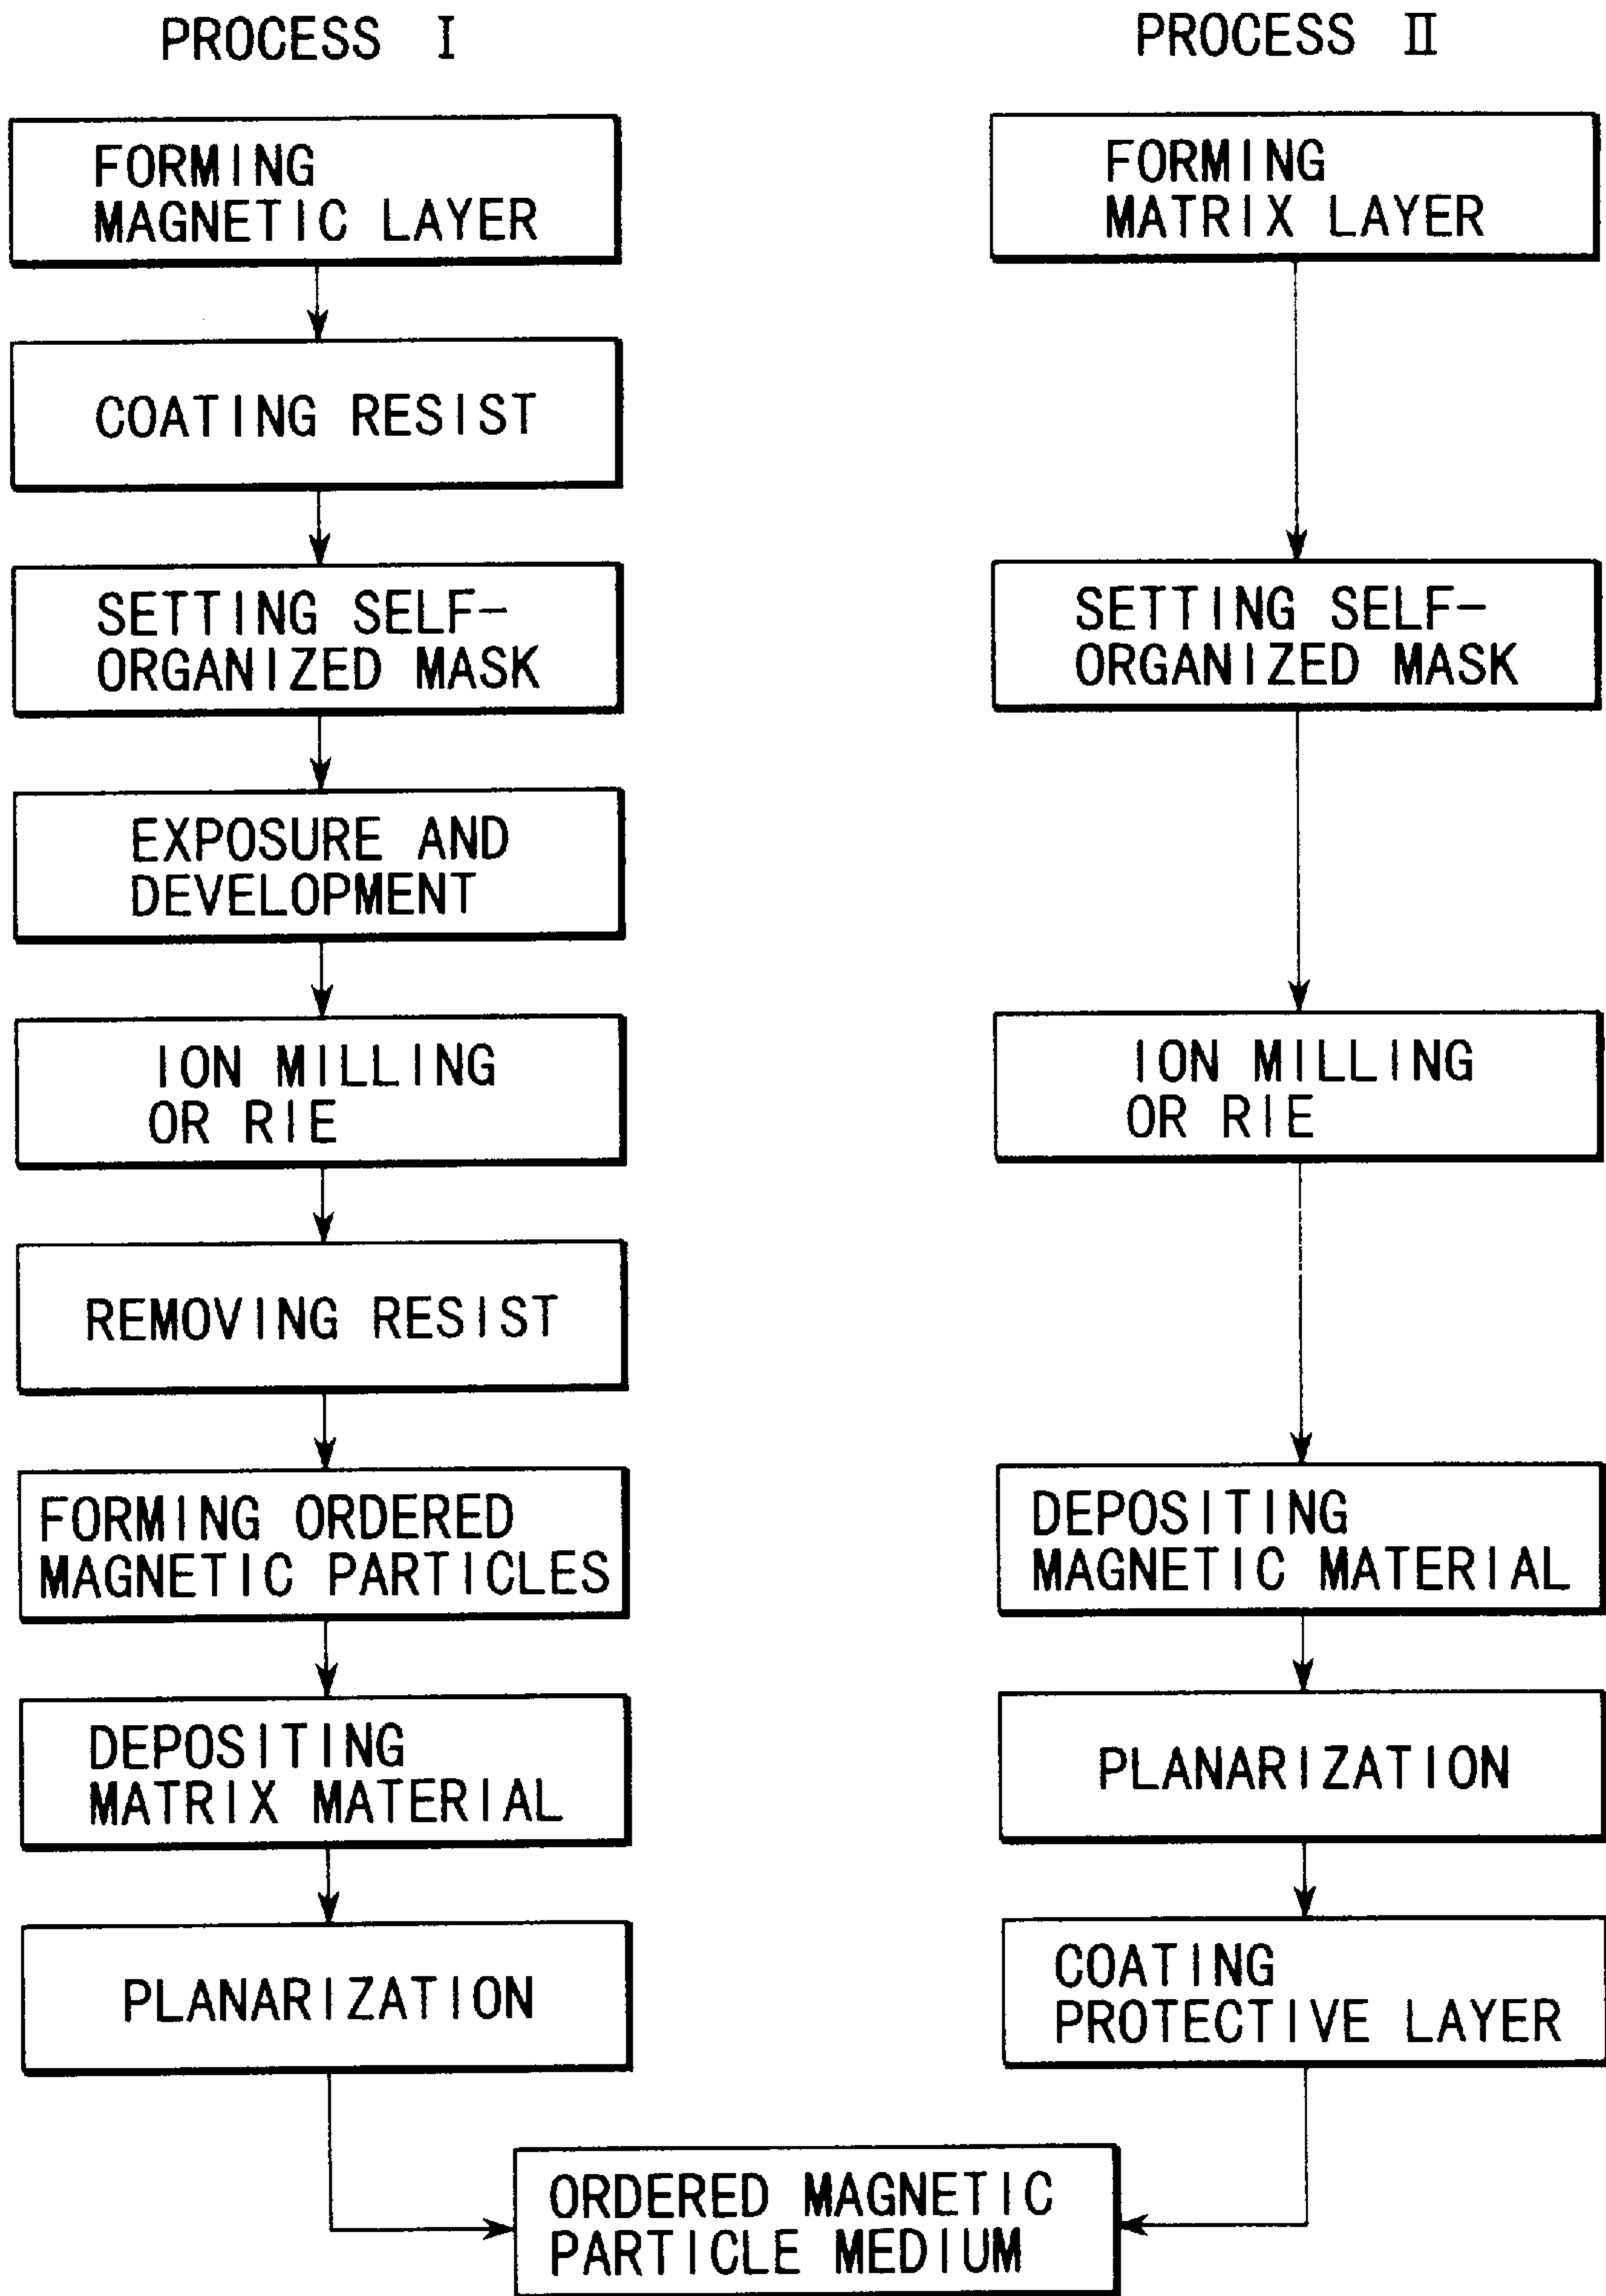 PROCESS I
FORMING
MAGNETIC LAYER
COATING RESIST
SETTING SELF-
ORGANIZED MASK
EXPOSURE AND
DEVELOPMENT
ION MILLING
OR RIE
REMOVING RESIST
FORMING ORDERED
MAGNETIC PARTICLES
DEPOSITING
MATRIX MATERIAL
PLANARIZATION
PROCESS II
FORMING
MATRIX LAYER
SETTING SELF-
ORGANIZED MASK
ION MILLING
OR RIE
DEPOSITING
MAGNETIC MATERIAL
PLANARIZATION
COATING
PROTECTIVE LAYER
ORDERED MAGNETIC
PARTICLE MEDIUM